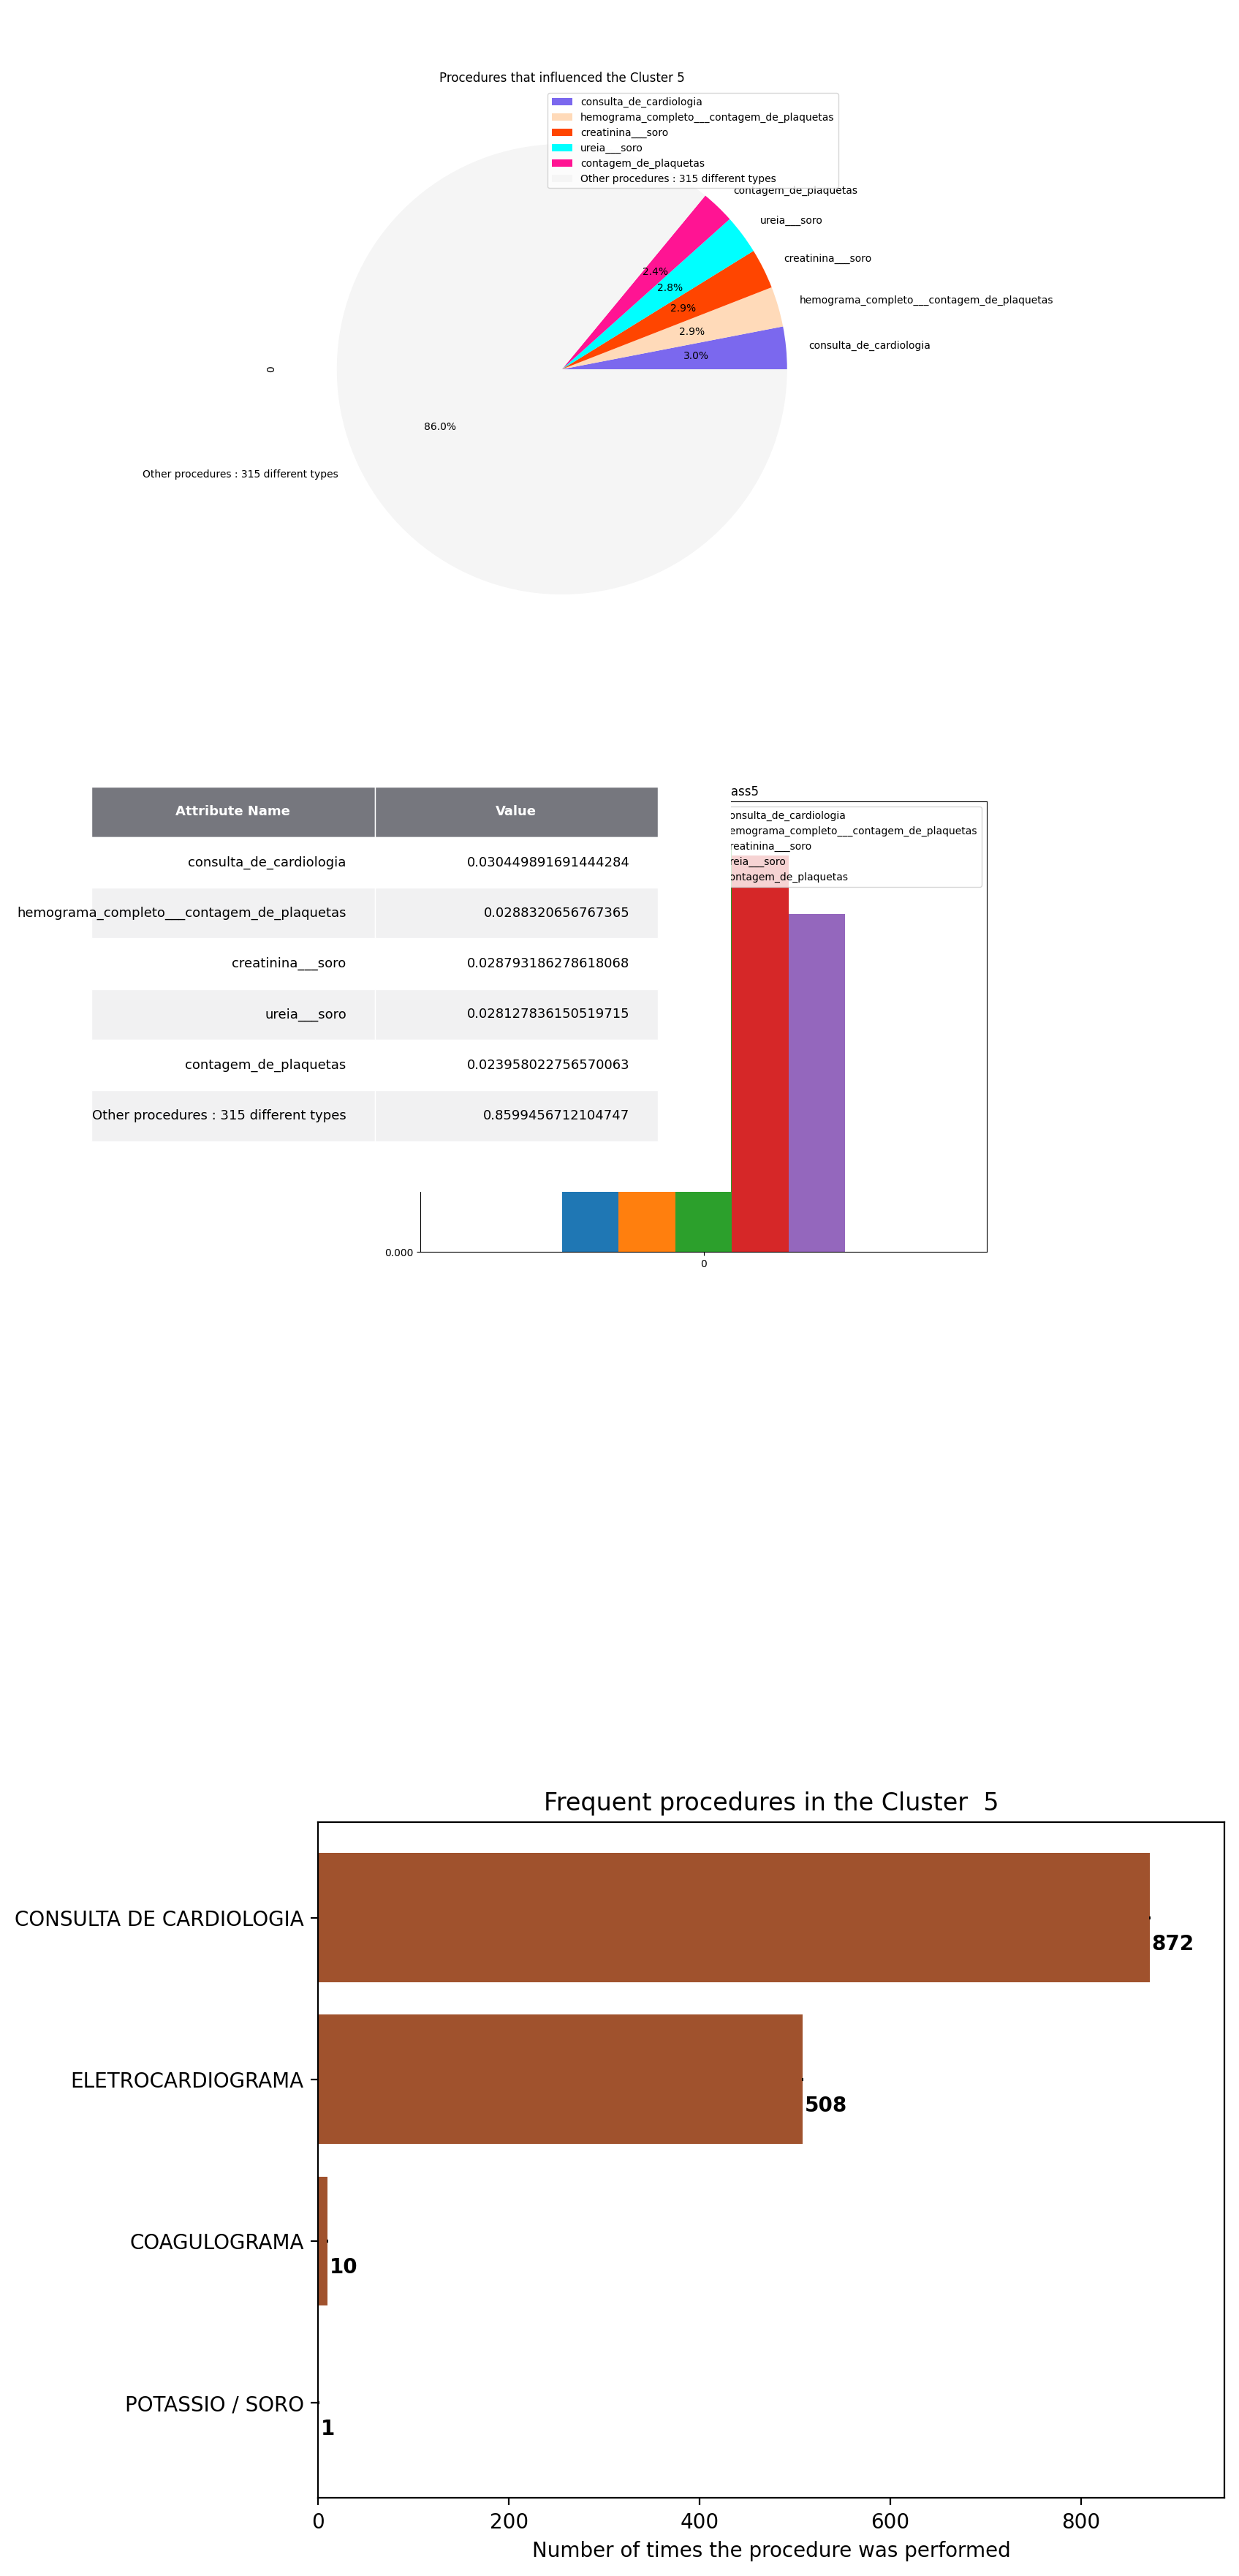 Procedures that influenced the Cluster 5
consulta_de_cardiologia
hemograma_completo___contagem_de_plaquetas
creatinina___soro
ureia___soro
contagem_de_plaquetas
Other procedures : 315 different types
contagem_de_plaquetas
ureia___soro
creatinina___soro
hemograma_completo___contagem_de_plaquetas
consulta_de_cardiologia
2.4%
2.8%
2.9%
2.9%
3.0%
0
86.0%
Other procedures : 315 different types
Attribute Name Value
consulta_de_cardiologia 0.030449891691444284
hemograma_completo___contagem_de_plaquetas 0.0288320656767365
creatinina___soro 0.028793186278618068
ureia___soro 0.028127836150519715
contagem_de_plaquetas 0.023958022756570063
Other procedures : 315 different types 0.8599456712104747
ass5
onsulta_de_cardiologia
emograma_completo___contagem_de_plaquetas
reatinina___soro
reia___soro
ontagem_de_plaquetas
0.000
0
Frequent procedures in the Cluster 5
CONSULTA DE CARDIOLOGIA
872
ELETROCARDIOGRAMA
508
COAGULOGRAMA
10
POTASSIO / SORO
1
0 200 400 600 800
Number of times the procedure was performed